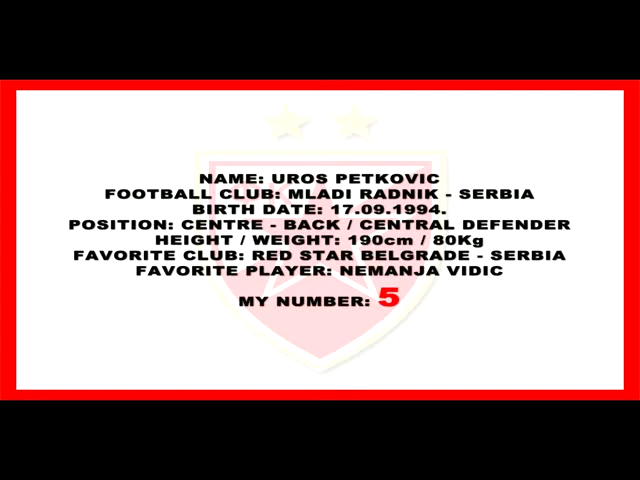 NAME: UROS PETKOVIC
FOOTBALL CLUB: MLADI RADNIK - SERBIA
BIRTH DATE: 17.09.1994.
POSITION: CENTRE - BACK / CENTRAL DEFENDER
HEIGHT / WEIGHT: 190cm / 80Kg
FAVORITE CLUB: RED STAR BELGRADE - SERBIA
FAVORITE PLAYER: NEMANJA VIDIC
MY NUMBER: 5